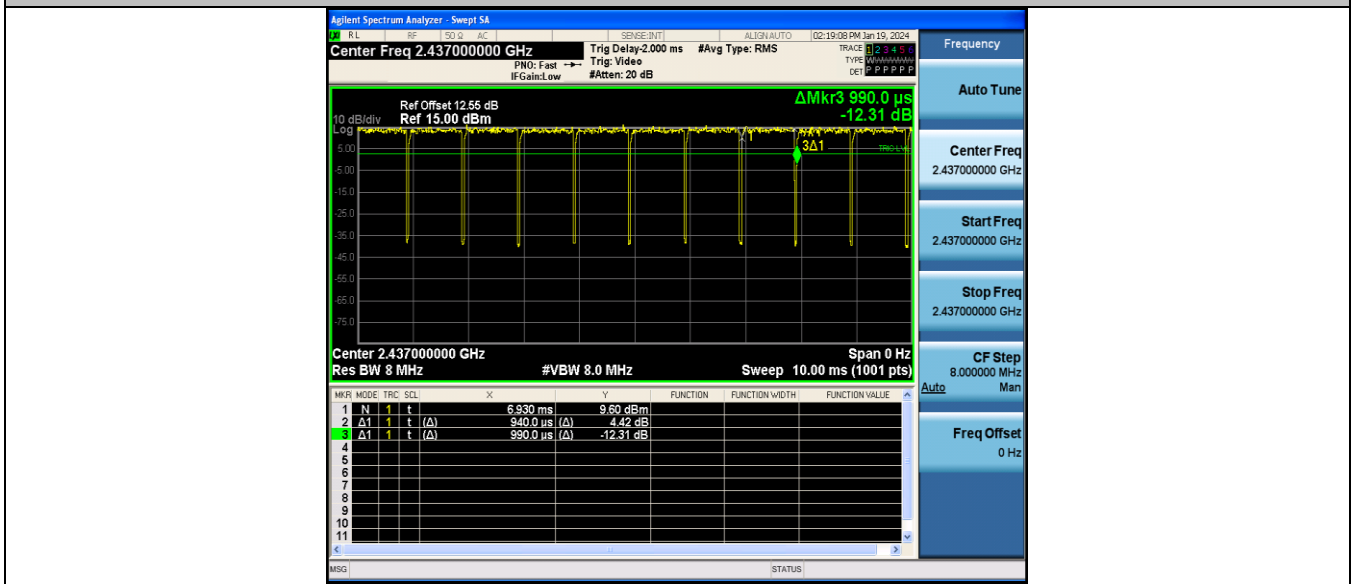 Agilent Spectrum Analyzer - Swept SA
LXI RL RF 50 Ω AC SENSE:INT ALIGN AUTO 02:19:08 PM Jan 19, 2024
Center Freq 2.437000000 GHz
PNO: Fast
IFGain:Low
Trig Delay-2.000 ms
Trig: Video
#Atten: 20 dB
#Avg Type: RMS
TRACE 1 2 3 4 5 6
TYPE
DET P P P P P P
ΔMkr3 990.0 µs
-12.31 dB
Ref Offset 12.55 dB
10 dB/div Ref 15.00 dBm
Log
5.00
-5.00
-15.0
-25.0
-35.0
-45.0
-55.0
-65.0
-75.0
3Δ1
TRIG LVL
Center 2.437000000 GHz Span 0 Hz
Res BW 8 MHz #VBW 8.0 MHz Sweep 10.00 ms (1001 pts)
MKR MODE TRC SCL X Y FUNCTION FUNCTION WIDTH FUNCTION VALUE
1 N 1 t 6.930 ms 9.60 dBm
2 Δ1 1 t (Δ) 940.0 µs (Δ) 4.42 dB
3 Δ1 1 t (Δ) 990.0 µs (Δ) -12.31 dB
4
5
6
7
8
9
10
11
MSG STATUS
Frequency
Auto Tune
Center Freq
2.437000000 GHz
Start Freq
2.437000000 GHz
Stop Freq
2.437000000 GHz
CF Step
8.000000 MHz
Auto Man
Freq Offset
0 Hz